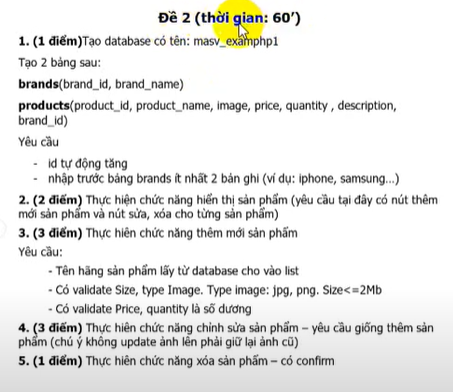 Đề 2 (thời gian: 60’)
1. (1 điểm)Tạo database có tên: masv_examphp1
Tạo 2 bảng sau:
brands(brand_id, brand_name)
products(product_id, product_name, image, price, quantity , description,
brand_id)
Yêu cầu
- id tự động tăng
- nhập trước bảng brands ít nhất 2 bản ghi (ví dụ: iphone, samsung...)
2. (2 điểm) Thực hiện chức năng hiển thị sản phẩm (yêu cầu tại đây có nút thêm
mới sản phẩm và nút sửa, xóa cho từng sản phẩm)
3. (3 điểm) Thực hiên chức năng thêm mới sản phẩm
Yêu cầu:
- Tên hãng sản phẩm lấy từ database cho vào list
- Có validate Size, type Image. Type image: jpg, png. Size<=2Mb
- Có validate Price, quantity là số dương
4. (3 điểm) Thực hiên chức năng chỉnh sửa sản phẩm – yêu cầu giống thêm sản
phẩm (chú ý không update ảnh lên phải giữ lại ảnh cũ)
5. (1 điểm) Thực hiên chức năng xóa sản phẩm – có confirm